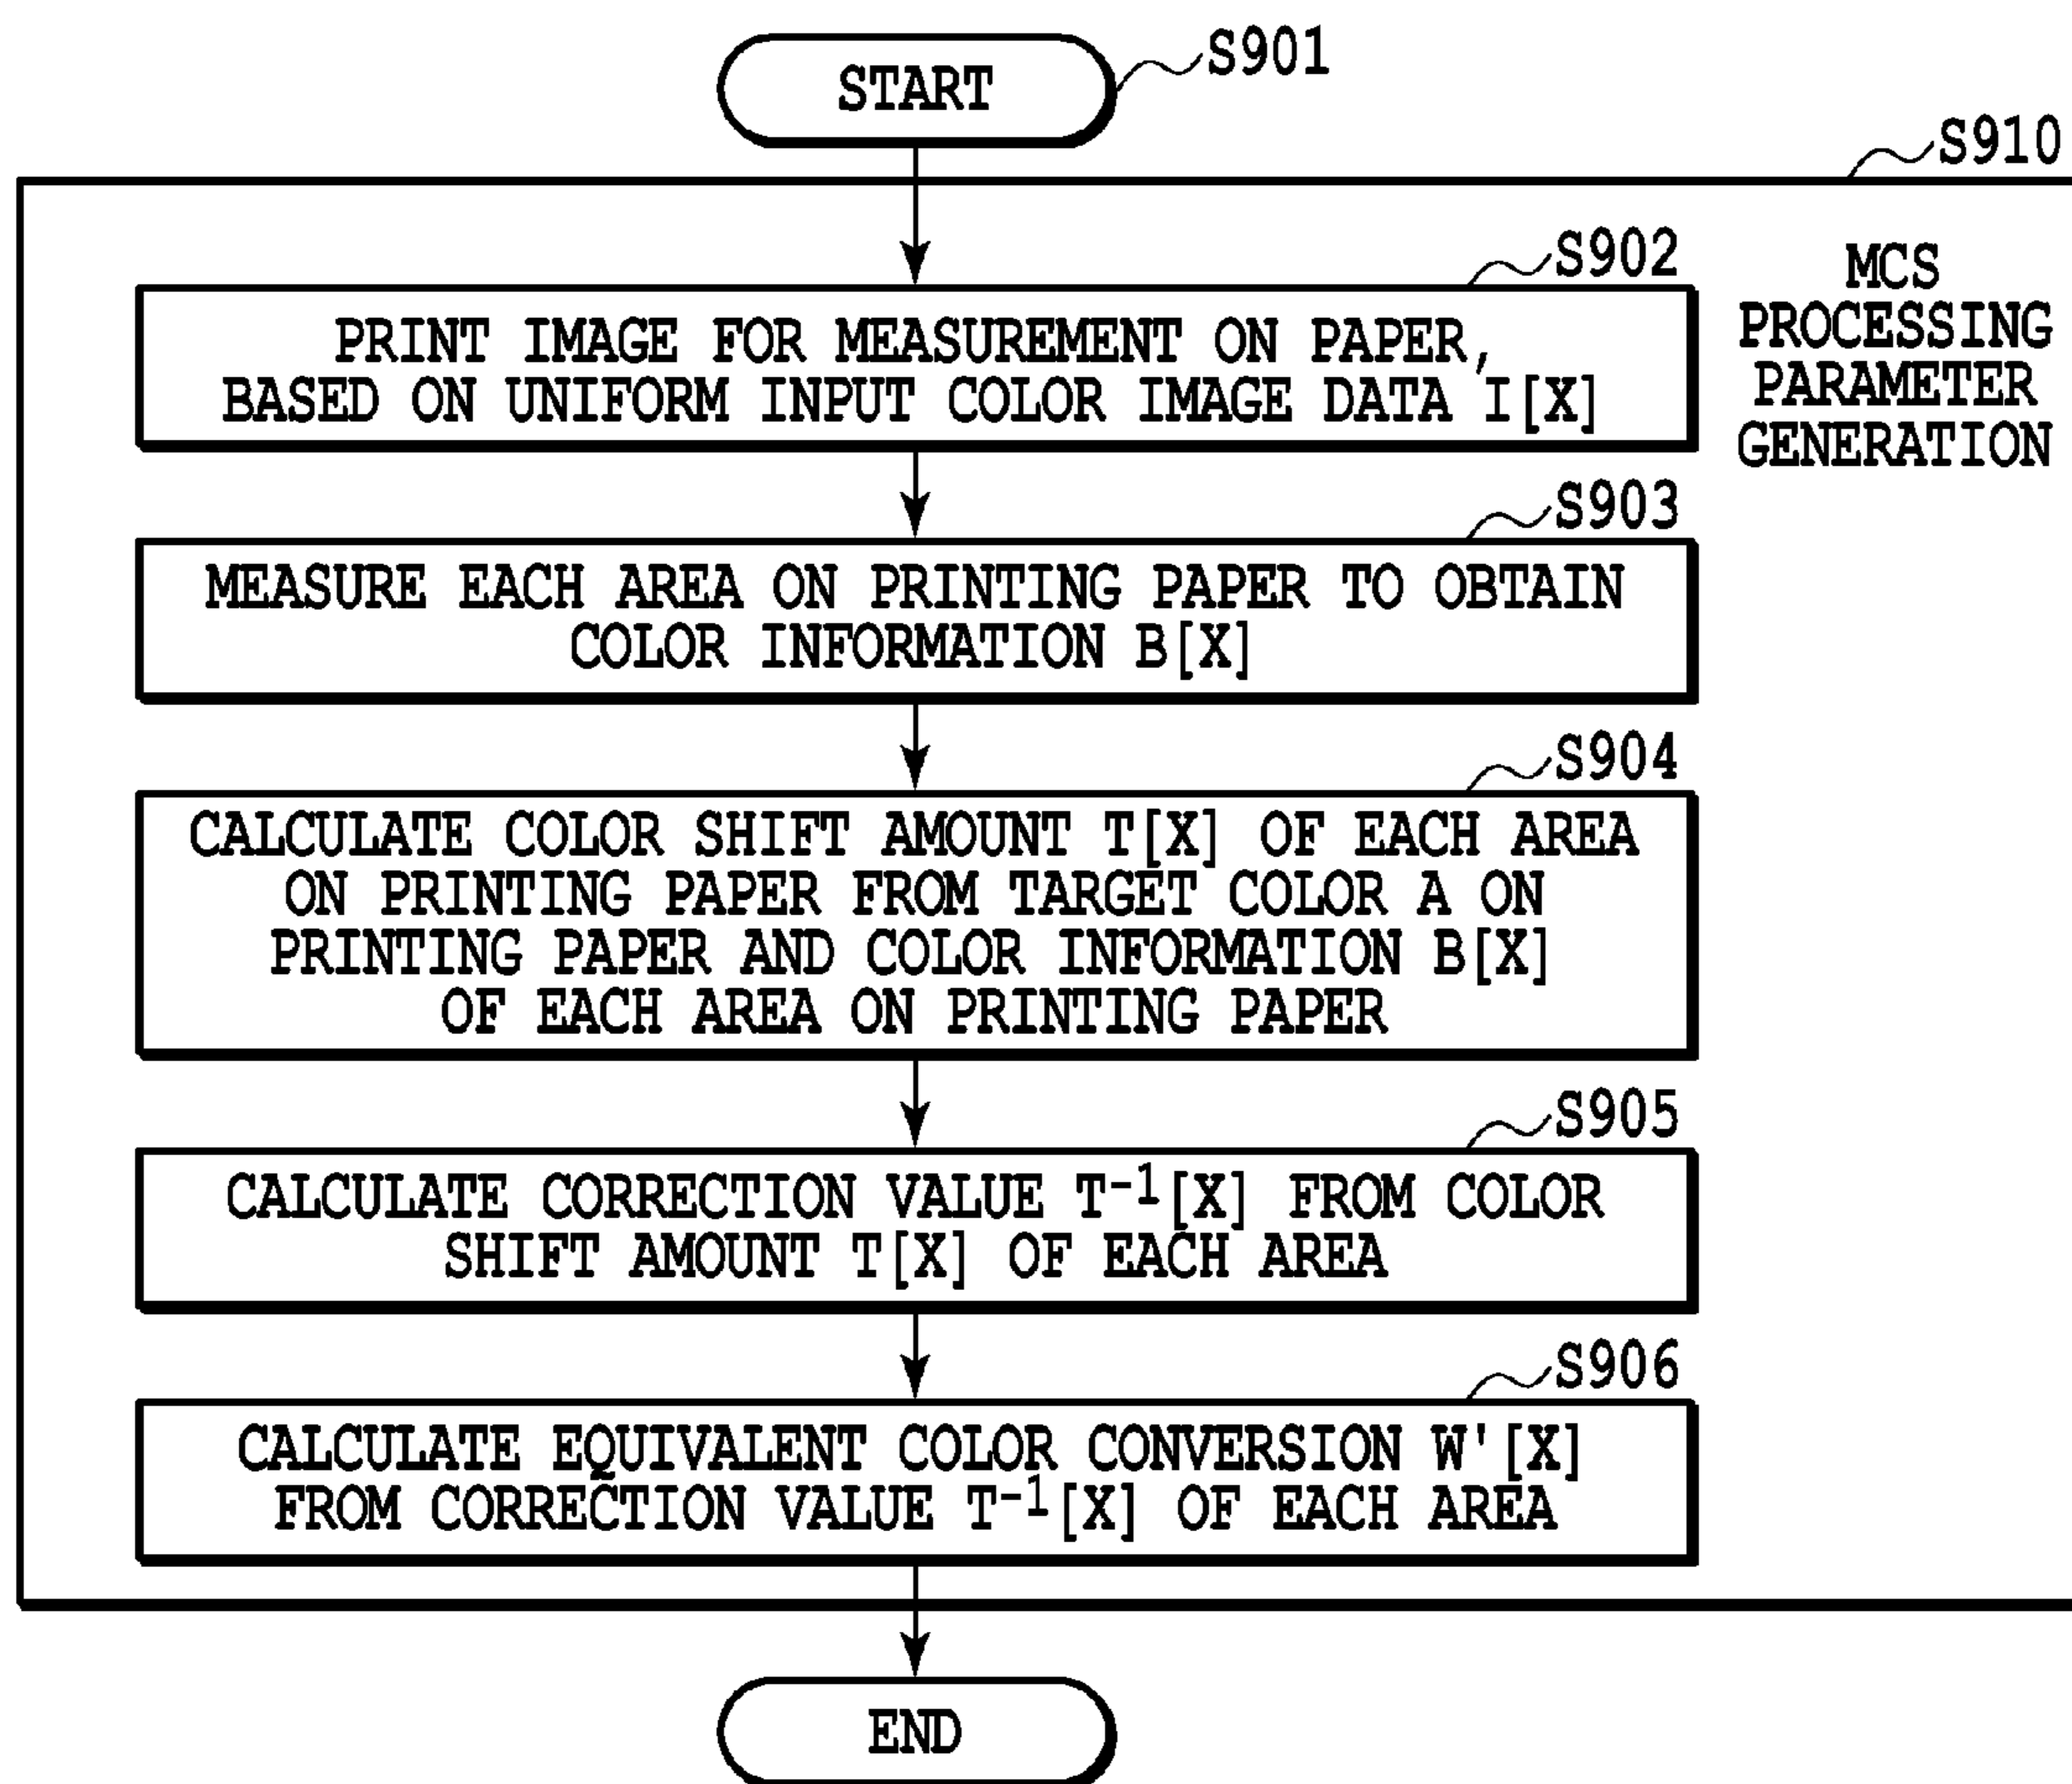 START
S901
S910
S902
MCS
PROCESSING
PARAMETER
GENERATION
PRINT IMAGE FOR MEASUREMENT ON PAPER,
BASED ON UNIFORM INPUT COLOR IMAGE DATA I[X]
S903
MEASURE EACH AREA ON PRINTING PAPER TO OBTAIN
COLOR INFORMATION B[X]
S904
CALCULATE COLOR SHIFT AMOUNT T[X] OF EACH AREA
ON PRINTING PAPER FROM TARGET COLOR A ON
PRINTING PAPER AND COLOR INFORMATION B[X]
OF EACH AREA ON PRINTING PAPER
S905
CALCULATE CORRECTION VALUE T⁻¹[X] FROM COLOR
SHIFT AMOUNT T[X] OF EACH AREA
S906
CALCULATE EQUIVALENT COLOR CONVERSION W'[X]
FROM CORRECTION VALUE T⁻¹[X] OF EACH AREA
END